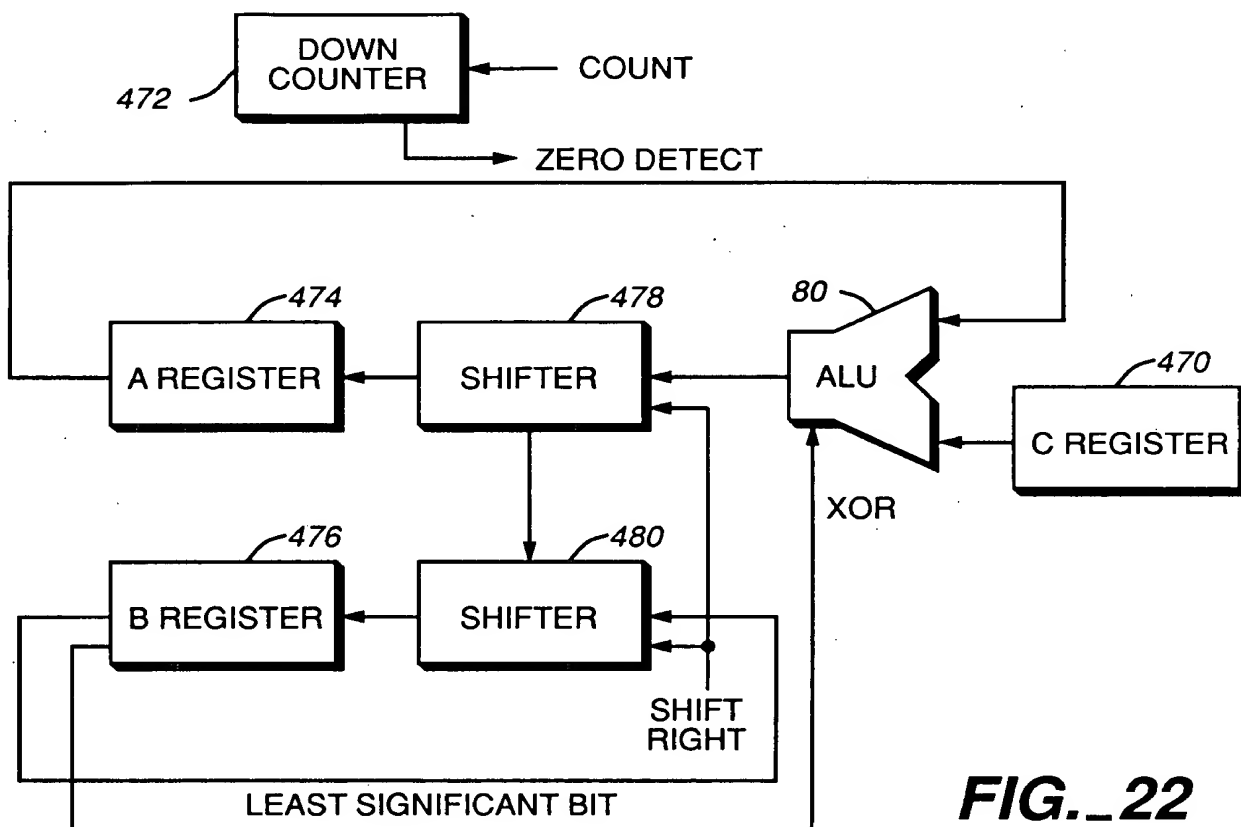 DOWN
COUNTER
COUNT
472
ZERO DETECT
474
478
80
A REGISTER
SHIFTER
ALU
470
C REGISTER
XOR
476
480
B REGISTER
SHIFTER
SHIFT
RIGHT
LEAST SIGNIFICANT BIT
FIG._22